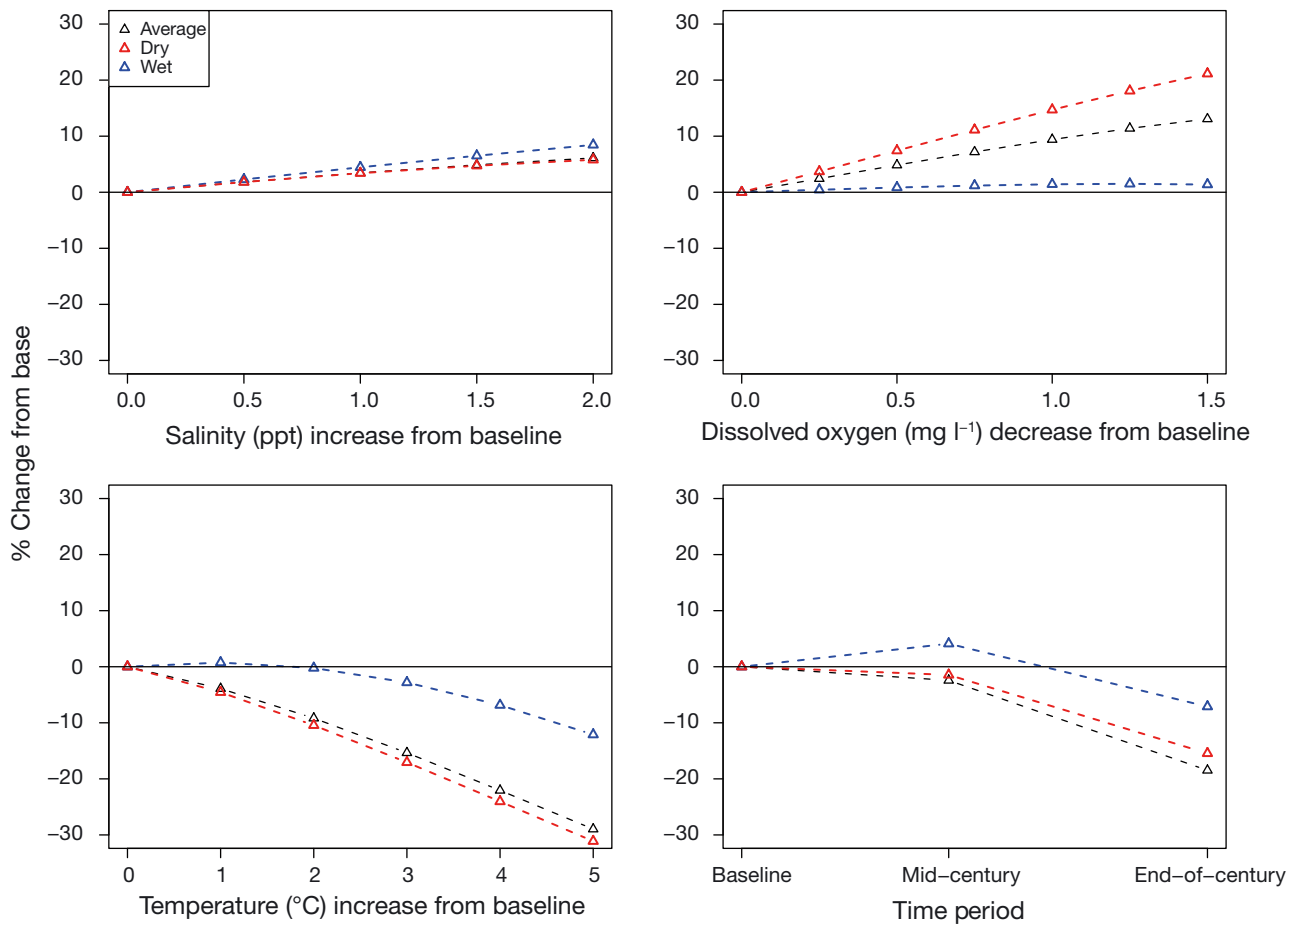 % Change from base
30
20
10
0
−10
−20
−30
Average
Dry
Wet
0.0 0.5 1.0 1.5 2.0
Salinity (ppt) increase from baseline
30
20
10
0
−10
−20
−30
0.0 0.5 1.0 1.5
Dissolved oxygen (mg l⁻¹) decrease from baseline
30
20
10
0
−10
−20
−30
0 1 2 3 4 5
Temperature (°C) increase from baseline
30
20
10
0
−10
−20
−30
Baseline Mid−century End−of−century
Time period